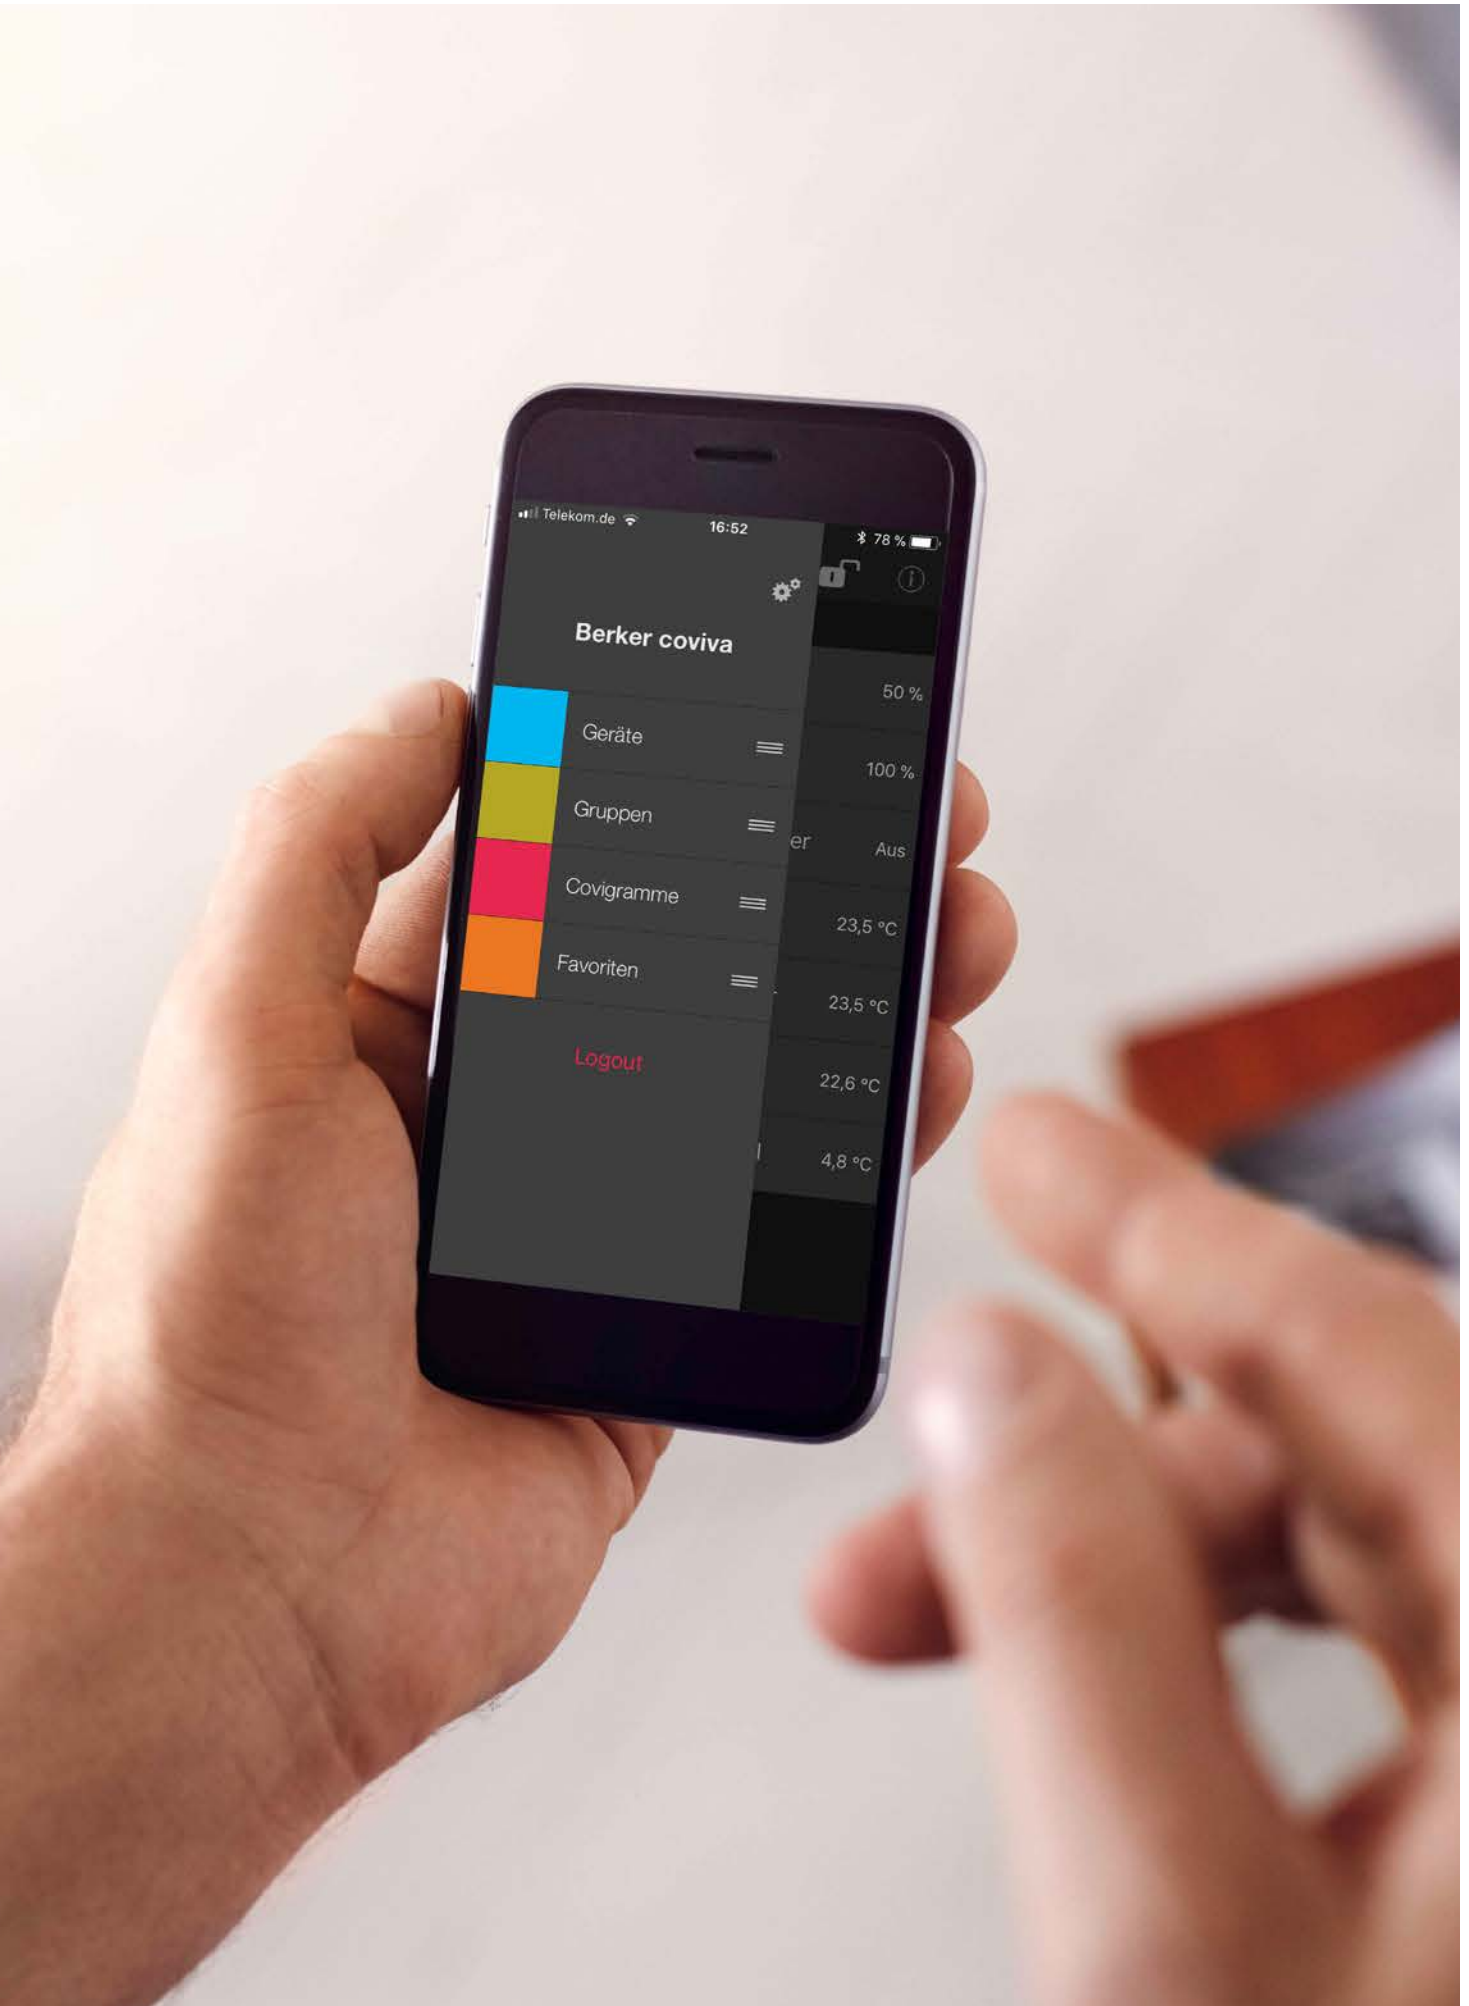 Telekom.de
16:52
78 %
Berker coviva
50 %
Geräte
100 %
Gruppen
er
Aus
Covigramme
23,5 °C
Favoriten
23,5 °C
Logout
22,6 °C
4,8 °C